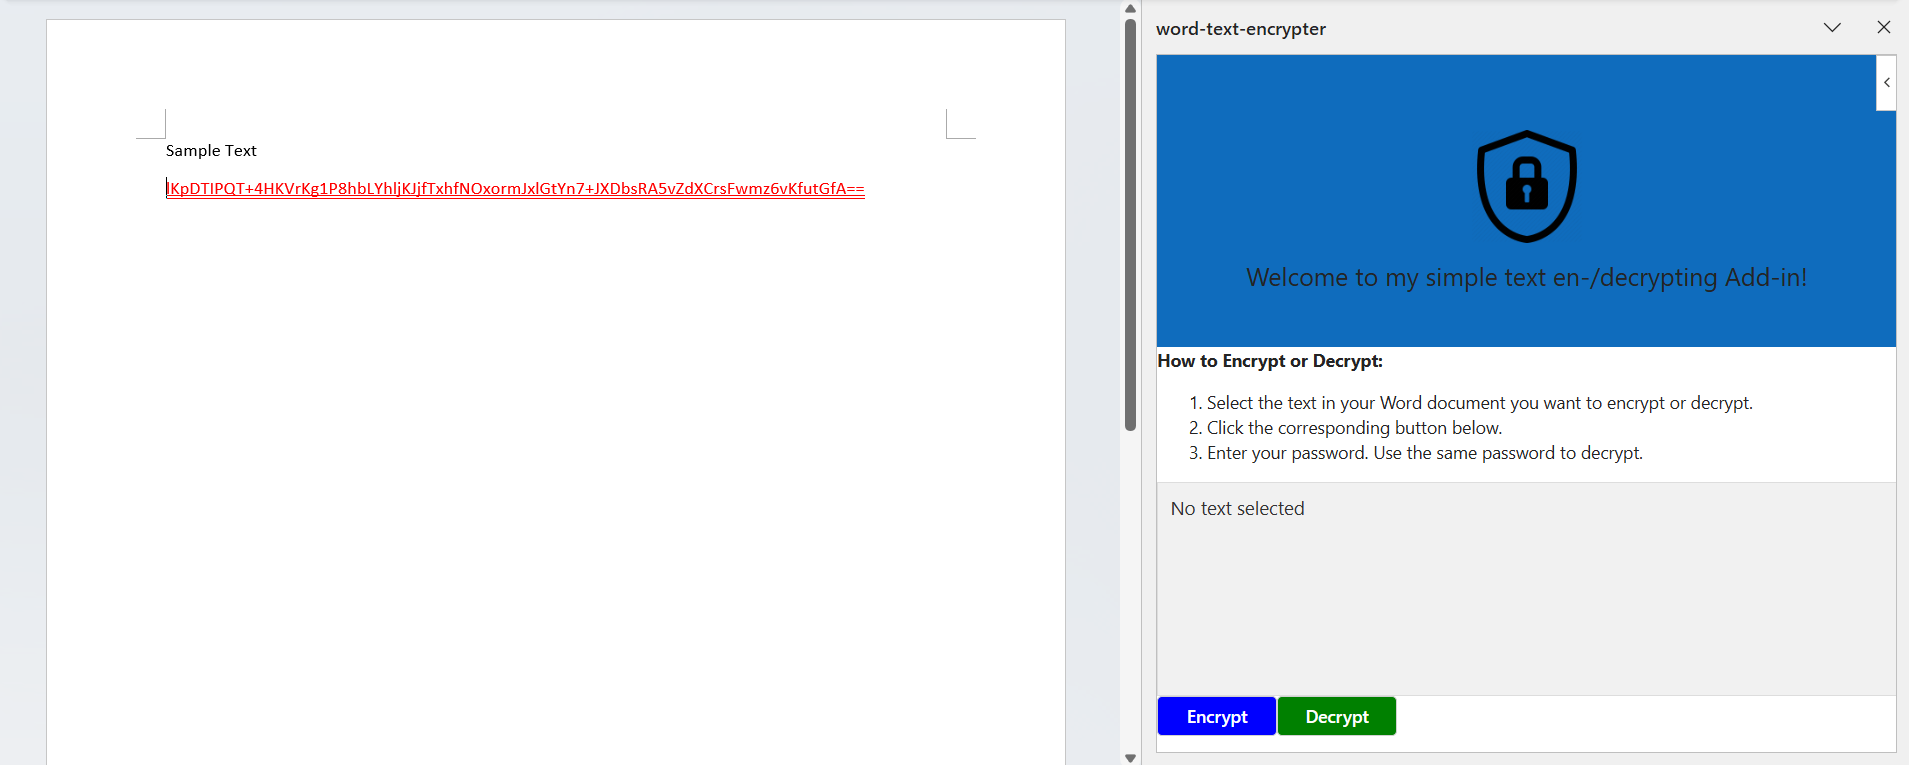 Sample Text
lKpDTIPQT+4HKVrKg1P8hbLYhljKJjfTxhfNOxormJxlGtYn7+JXDbsRA5vZdXCrsFwmz6vKfutGfA==
word-text-encrypter
Welcome to my simple text en-/decrypting Add-in!
How to Encrypt or Decrypt:
1. Select the text in your Word document you want to encrypt or decrypt.
2. Click the corresponding button below.
3. Enter your password. Use the same password to decrypt.
No text selected
Encrypt Decrypt